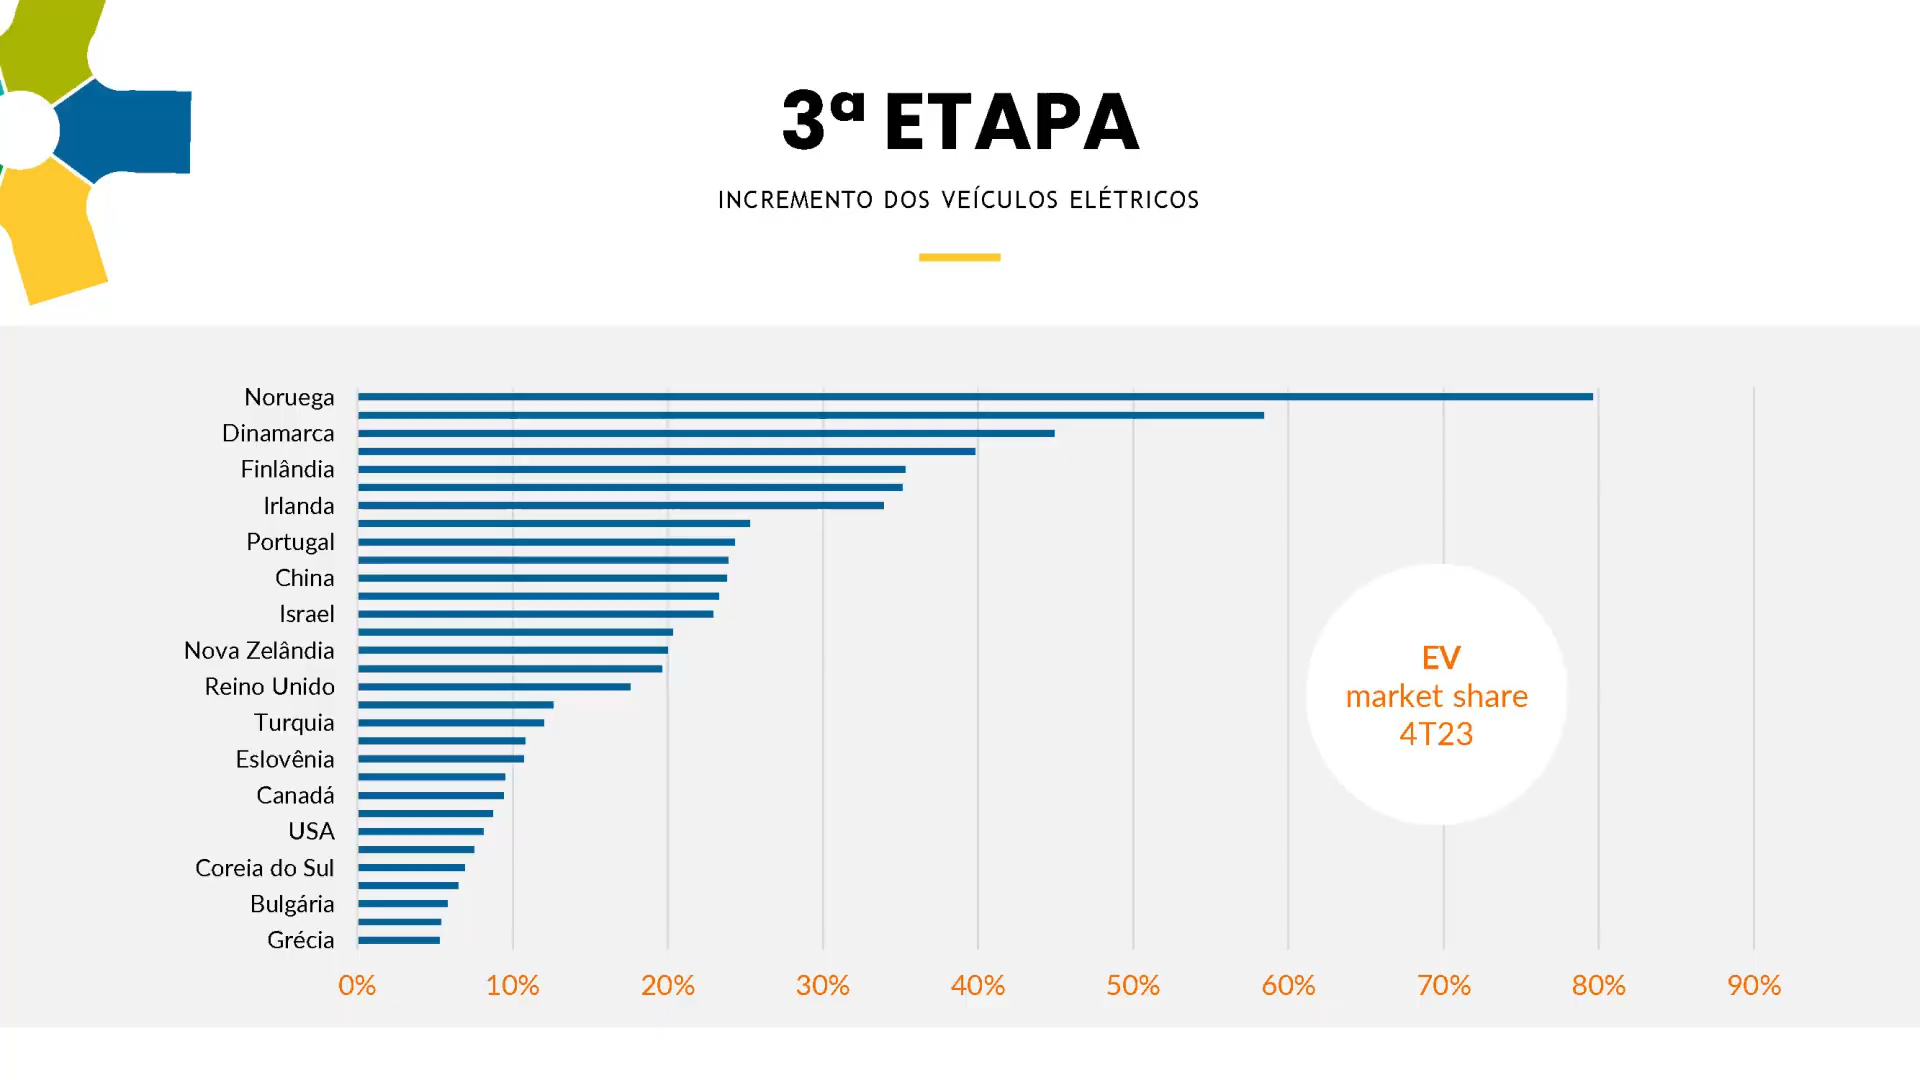 3ª ETAPA
INCREMENTO DOS VEÍCULOS ELÉTRICOS
Noruega
Dinamarca
Finlândia
Irlanda
Portugal
China
Israel
Nova Zelândia
Reino Unido
Turquia
Eslovênia
Canadá
USA
Coreia do Sul
Bulgária
Grécia
EV
market share
4T23
0% 10% 20% 30% 40% 50% 60% 70% 80% 90%